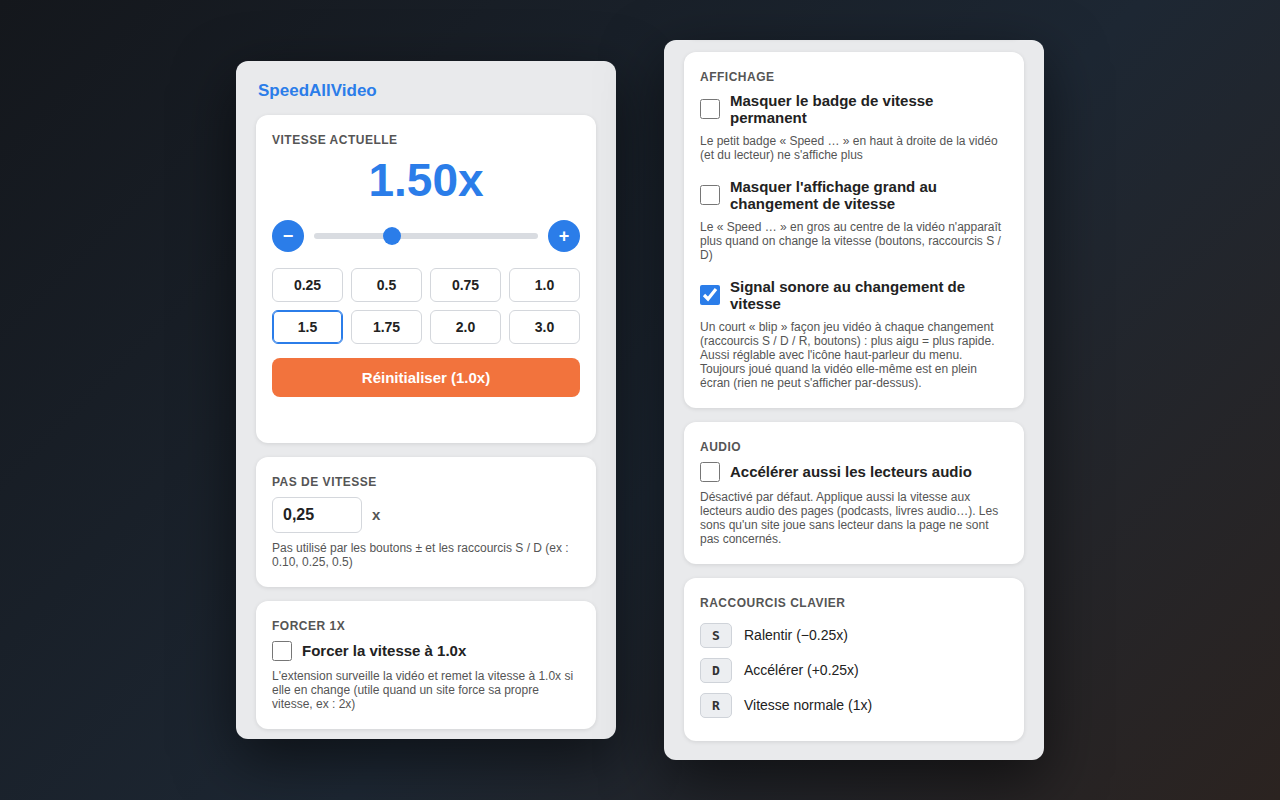 SpeedAllVideo
VITESSE ACTUELLE
1.50x
−
+
0.25
0.5
0.75
1.0
1.5
1.75
2.0
3.0
Réinitialiser (1.0x)
PAS DE VITESSE
0,25
x
Pas utilisé par les boutons ± et les raccourcis S / D (ex :
0.10, 0.25, 0.5)
FORCER 1X
Forcer la vitesse à 1.0x
L'extension surveille la vidéo et remet la vitesse à 1.0x si
elle en change (utile quand un site force sa propre
vitesse, ex : 2x)
AFFICHAGE
Masquer le badge de vitesse
permanent
Le petit badge « Speed … » en haut à droite de la vidéo
(et du lecteur) ne s'affiche plus
Masquer l'affichage grand au
changement de vitesse
Le « Speed … » en gros au centre de la vidéo n'apparaît
plus quand on change la vitesse (boutons, raccourcis S /
D)
Signal sonore au changement de
vitesse
Un court « blip » façon jeu vidéo à chaque changement
(raccourcis S / D / R, boutons) : plus aigu = plus rapide.
Aussi réglable avec l'icône haut-parleur du menu.
Toujours joué quand la vidéo elle-même est en plein
écran (rien ne peut s'afficher par-dessus).
AUDIO
Accélérer aussi les lecteurs audio
Désactivé par défaut. Applique aussi la vitesse aux
lecteurs audio des pages (podcasts, livres audio…). Les
sons qu'un site joue sans lecteur dans la page ne sont
pas concernés.
RACCOURCIS CLAVIER
S Ralentir (−0.25x)
D Accélérer (+0.25x)
R Vitesse normale (1x)